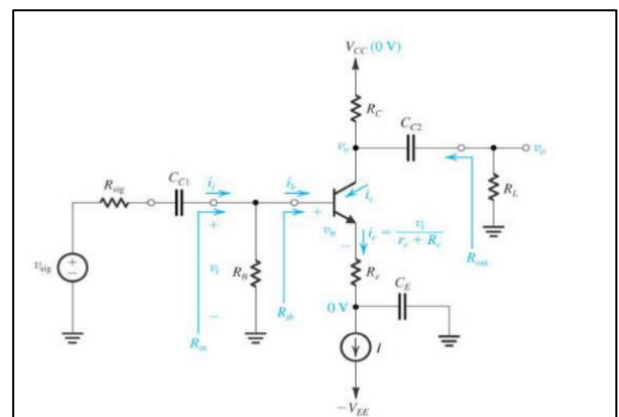 V_CC (0 V)
R_C
C_C2
v_o
v_o
R_sig
C_C1
i_i
i_b
i_c
+
+
v_π
−
i_e = v_i / (r_e + R_e)
R_L
R_out
+
−
v_sig
v_i
R_B
R_e
C_E
−
R_in
R_ib
0 V
I
−V_EE